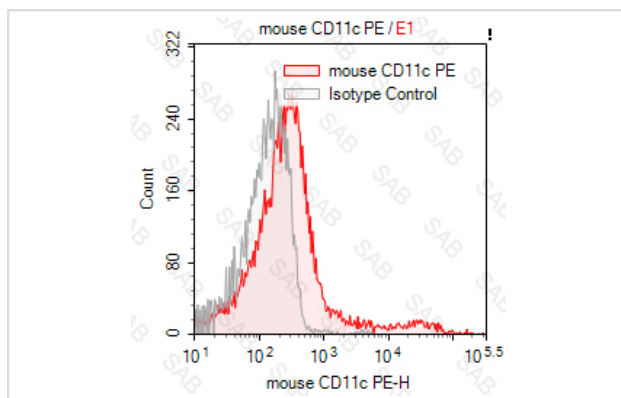 mouse CD11c PE / E1
!
322
mouse CD11c PE
Isotype Control
240
160
80
0
Count
10^1 10^2 10^3 10^4 10^5.5
mouse CD11c PE-H
SAB